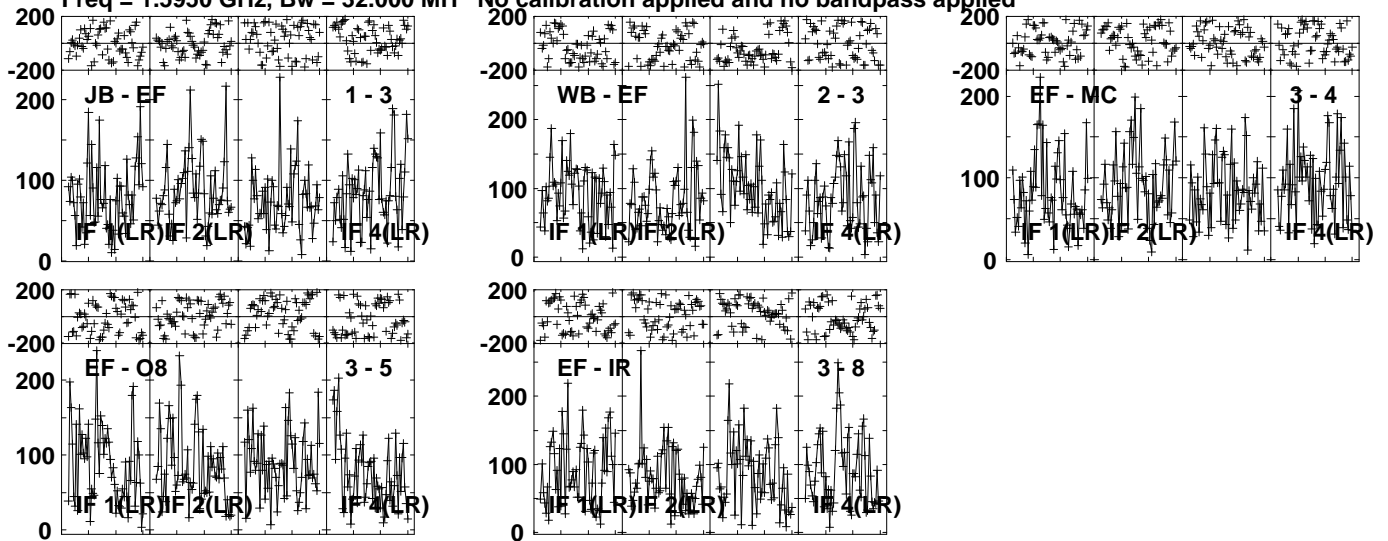 Freq = 1.5950 GHz, Bw = 32.000 MH No calibration applied and no bandpass applied
200
-200
200
100
0
JB - EF 1 - 3
IF 1(LR) IF 2(LR) IF 4(LR)
200
-200
200
100
0
WB - EF 2 - 3
IF 1(LR) IF 2(LR) IF 4(LR)
200
-200
200
100
0
EF - MC 3 - 4
IF 1(LR) IF 2(LR) IF 4(LR)
200
-200
200
100
0
EF - O8 3 - 5
IF 1(LR) IF 2(LR) IF 4(LR)
200
-200
200
100
0
EF - IR 3 - 8
IF 1(LR) IF 2(LR) IF 4(LR)